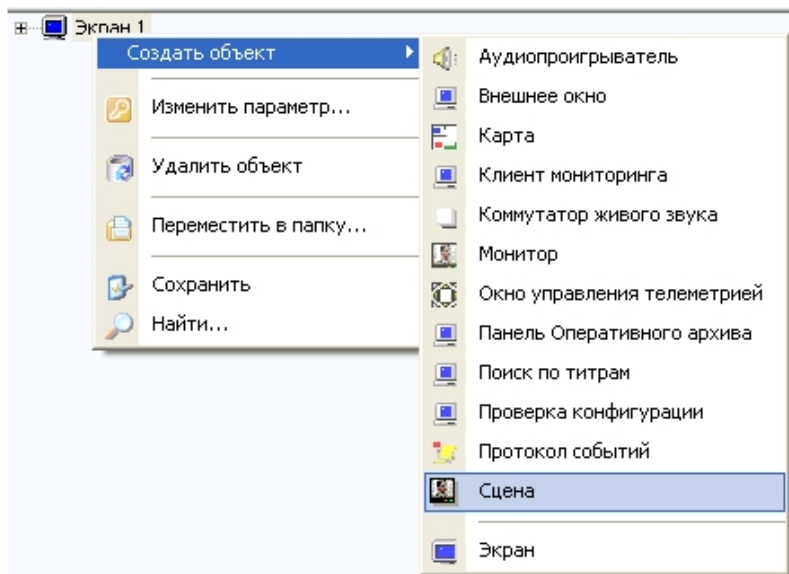 Экран 1
Создать объект
Изменить параметр...
Удалить объект
Переместить в папку...
Сохранить
Найти...
Аудиопроигрыватель
Внешнее окно
Карта
Клиент мониторинга
Коммутатор живого звука
Монитор
Окно управления телеметрией
Панель Оперативного архива
Поиск по титрам
Проверка конфигурации
Протокол событий
Сцена
Экран